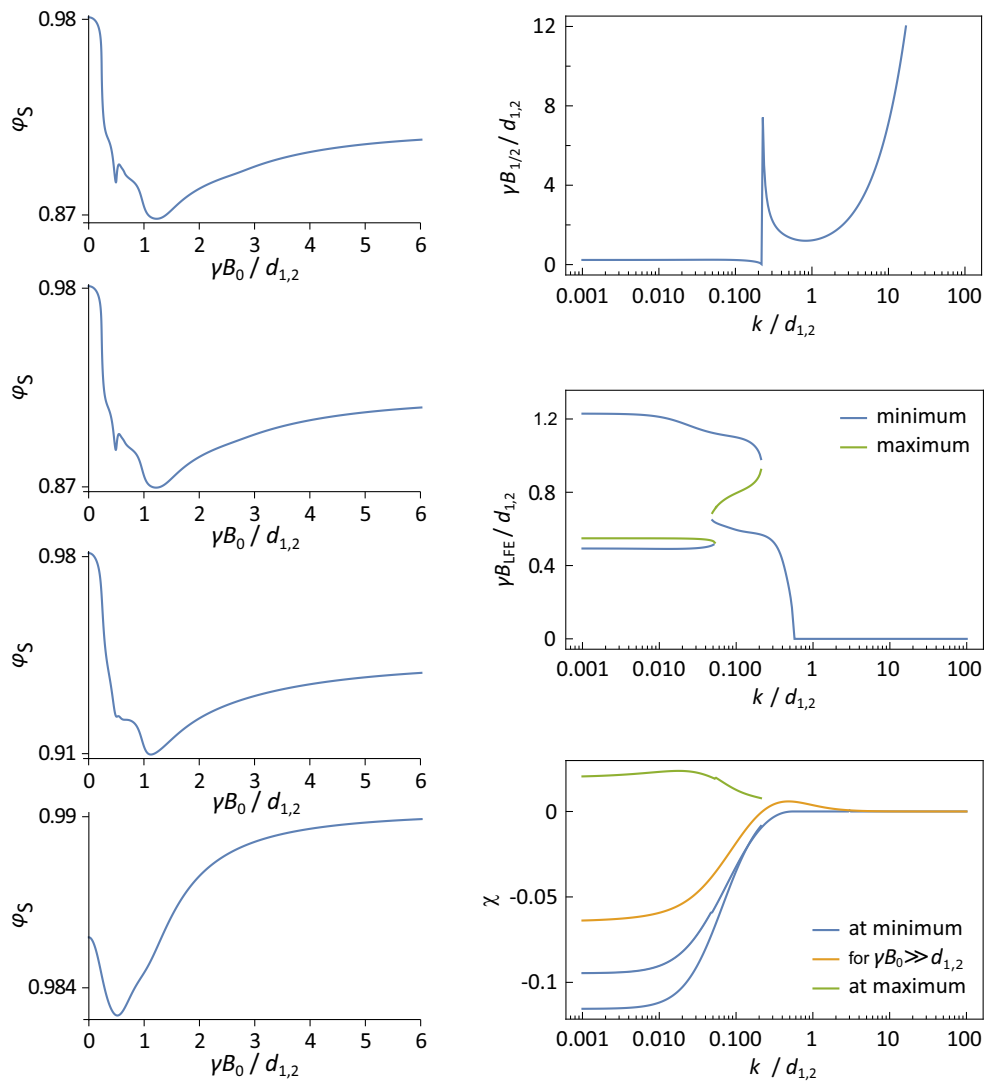 0.98
φS
0.87
0 1 2 3 4 5 6
γB0 / d1,2
0.98
φS
0.87
0 1 2 3 4 5 6
γB0 / d1,2
0.98
φS
0.91
0 1 2 3 4 5 6
γB0 / d1,2
0.99
φS
0.984
0 1 2 3 4 5 6
γB0 / d1,2
12
8
4
0
γB1/2 / d1,2
0.001 0.010 0.100 1 10 100
k / d1,2
minimum
maximum
1.2
0.8
0.4
0
γBLFE / d1,2
0.001 0.010 0.100 1 10 100
k / d1,2
0
-0.05
-0.1
χ
at minimum
for γB0≫d1,2
at maximum
0.001 0.010 0.100 1 10 100
k / d1,2